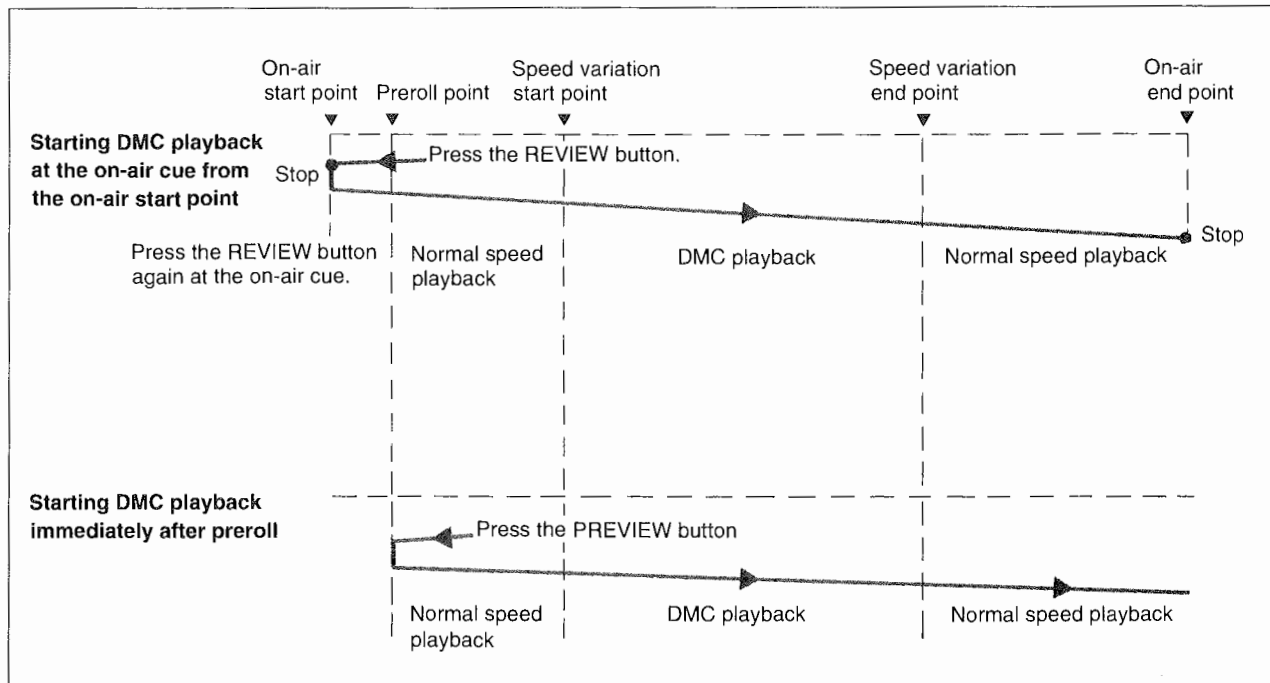 On-air
start point
Preroll point
Speed variation
start point
Speed variation
end point
On-air
end point
Starting DMC playback
at the on-air cue from
the on-air start point
Press the REVIEW button.
Stop
Stop
Press the REVIEW button
again at the on-air cue.
Normal speed
playback
DMC playback
Normal speed playback
Starting DMC playback
immediately after preroll
Press the PREVIEW button
Normal speed
playback
DMC playback
Normal speed playback